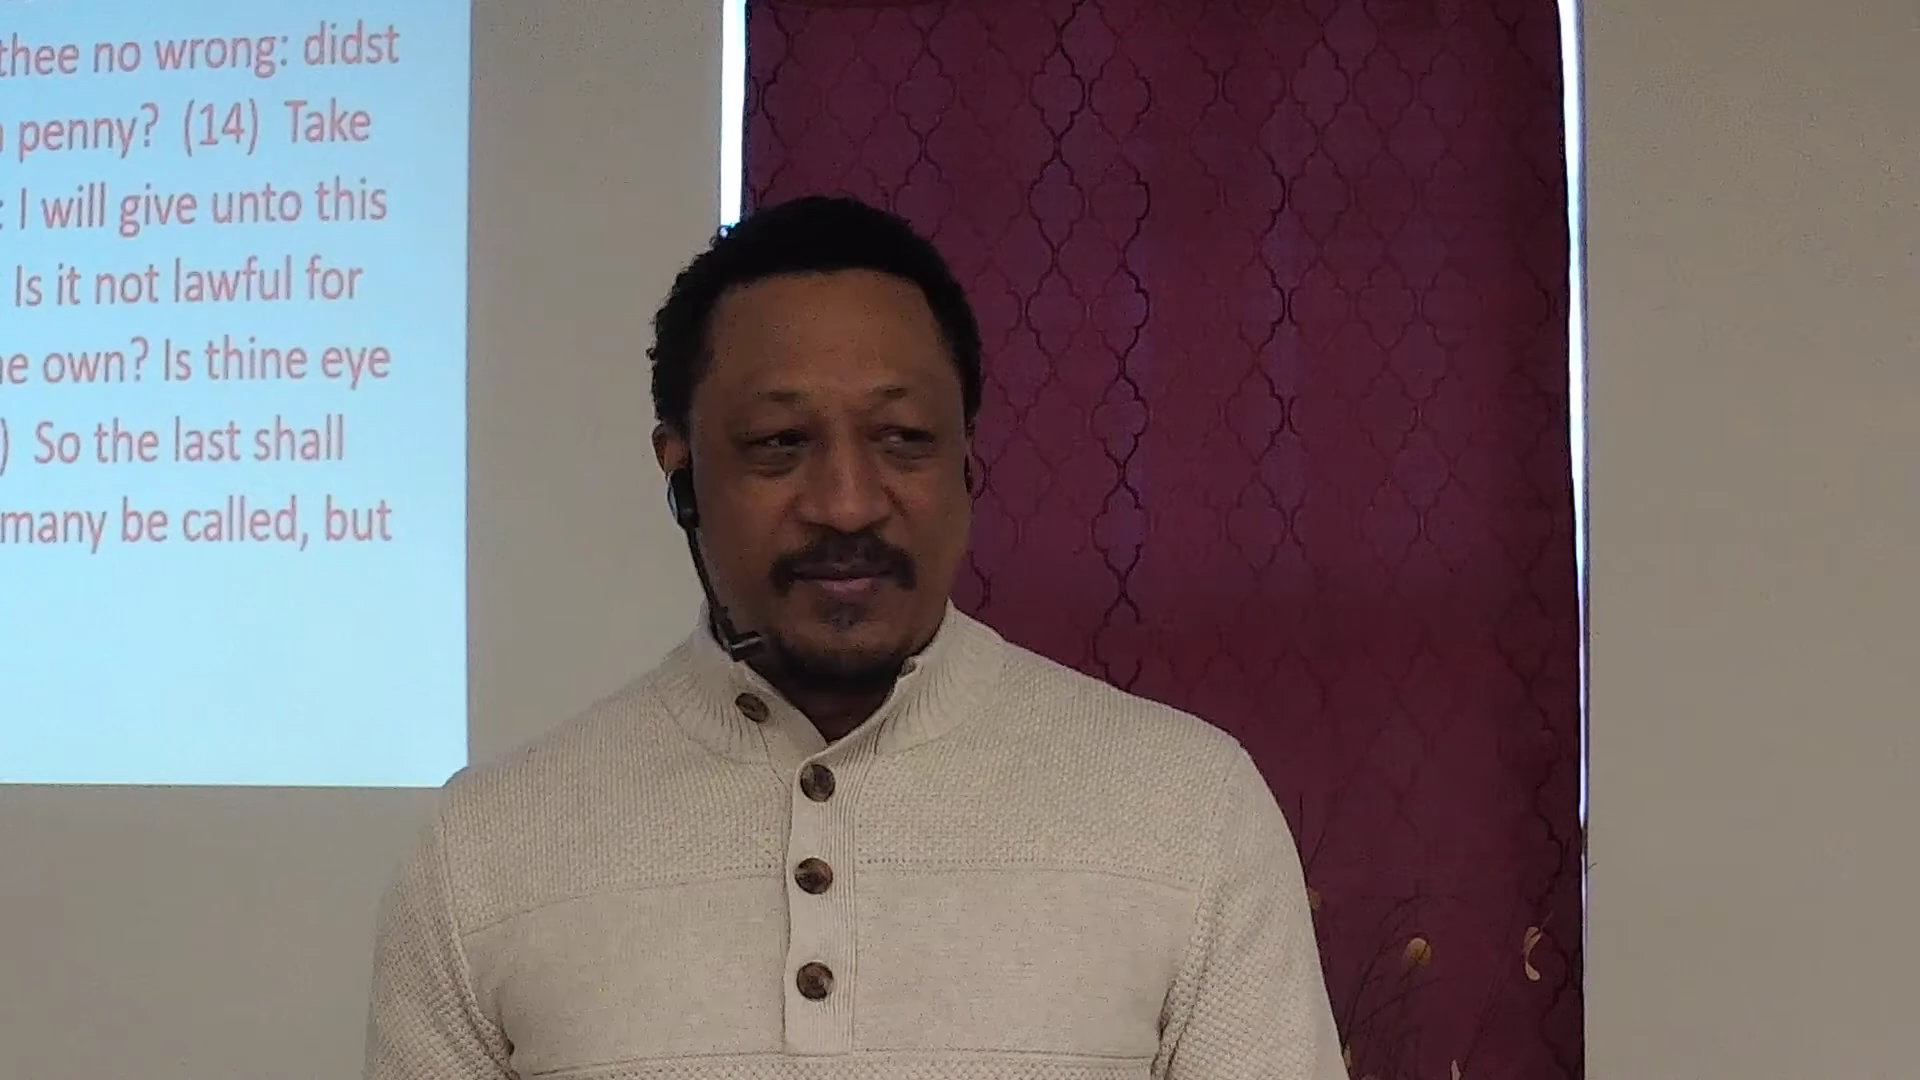 thee no wrong: didst
penny? (14) Take
: I will give unto this
Is it not lawful for
own? Is thine eye
) So the last shall
many be called, but